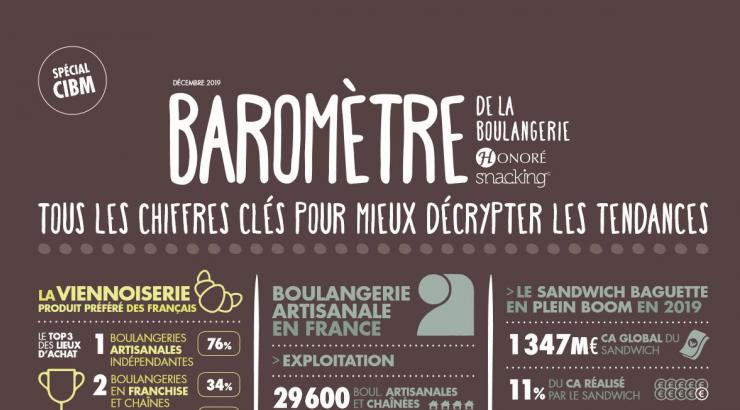 SPÉCIAL
CIBM
DÉCEMBRE 2019
BAROMÈTRE
DE LA
BOULANGERIE
HONORÉ
snacking
TOUS LES CHIFFRES CLÉS POUR MIEUX DÉCRYPTER LES TENDANCES
LA VIENNOISERIE
PRODUIT PRÉFÉRÉ DES FRANÇAIS
LE TOP 3
DES LIEUX
D'ACHAT
1 BOULANGERIES
ARTISANALES
INDÉPENDANTES
76%
2 BOULANGERIES
EN FRANCHISE
ET CHAÎNES
34%
BOULANGERIE
ARTISANALE
EN FRANCE
> EXPLOITATION
29 600 BOUL. ARTISANALES
ET CHAÎNÉES
> LE SANDWICH BAGUETTE
EN PLEIN BOOM EN 2019
1 347M€ CA GLOBAL DU
SANDWICH
11% DU CA RÉALISÉ
PAR LE SANDWICH